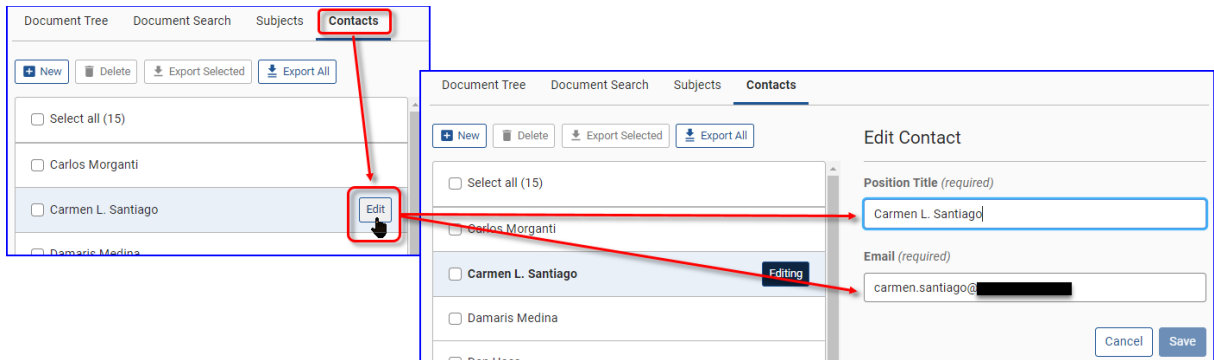 Document Tree Document Search Subjects Contacts
New Delete Export Selected Export All
Select all (15)
Carlos Morganti
Carmen L. Santiago Edit
Damaris Medina
Document Tree Document Search Subjects Contacts
New Delete Export Selected Export All
Select all (15)
Carlos Morganti
Carmen L. Santiago Editing
Damaris Medina
Edit Contact
Position Title (required)
Carmen L. Santiago
Email (required)
carmen.santiago@
Cancel Save